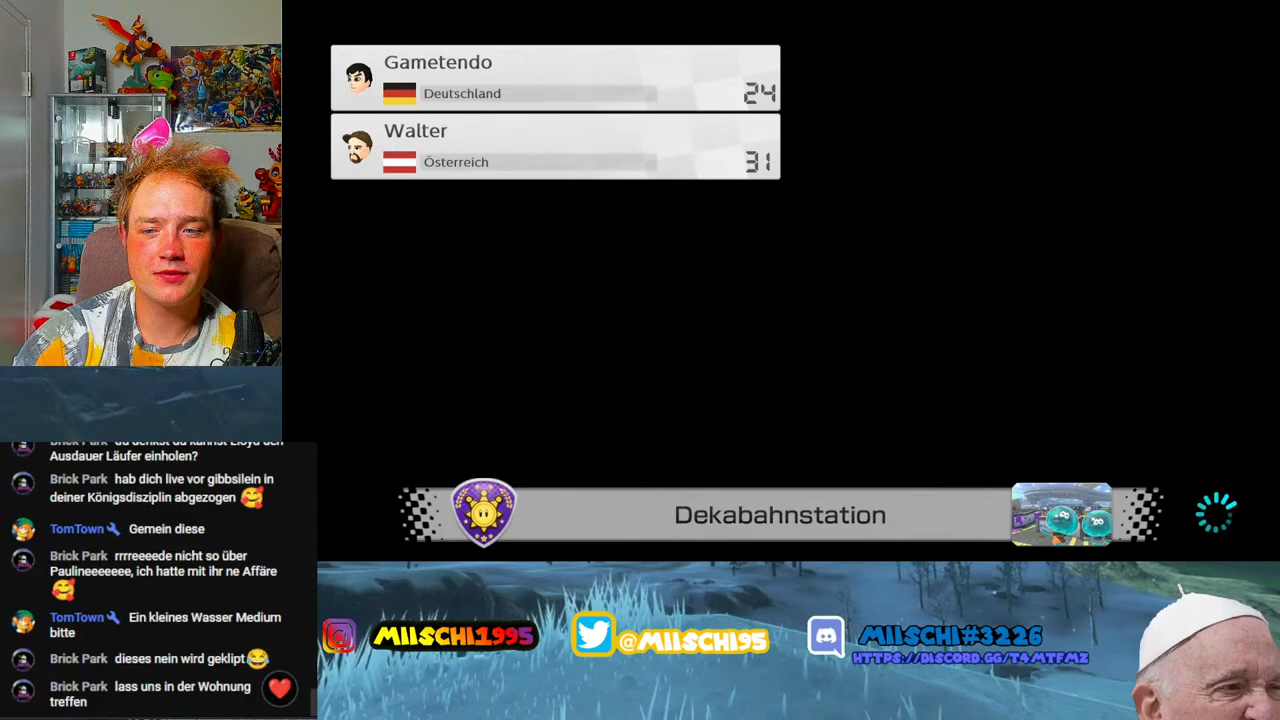 Gametendo
Deutschland
24
Walter
Österreich
31
Dekabahnstation
Ausdauer Läufer einholen?
Brick Park hab dich live vor gibbsilein in
deiner Königsdisziplin abgezogen
TomTown Gemein diese
Brick Park rrrreeeede nicht so über
Paulineeeeeee, ich hatte mit ihr ne Affäre
TomTown Ein kleines Wasser Medium
bitte
Brick Park dieses nein wird geklipt
Brick Park lass uns in der Wohnung
treffen
MIISCHI1995
@MIISCHI95
MIISCHI#3226
HTTPS://DISCORD.GG/T4MTFMZ